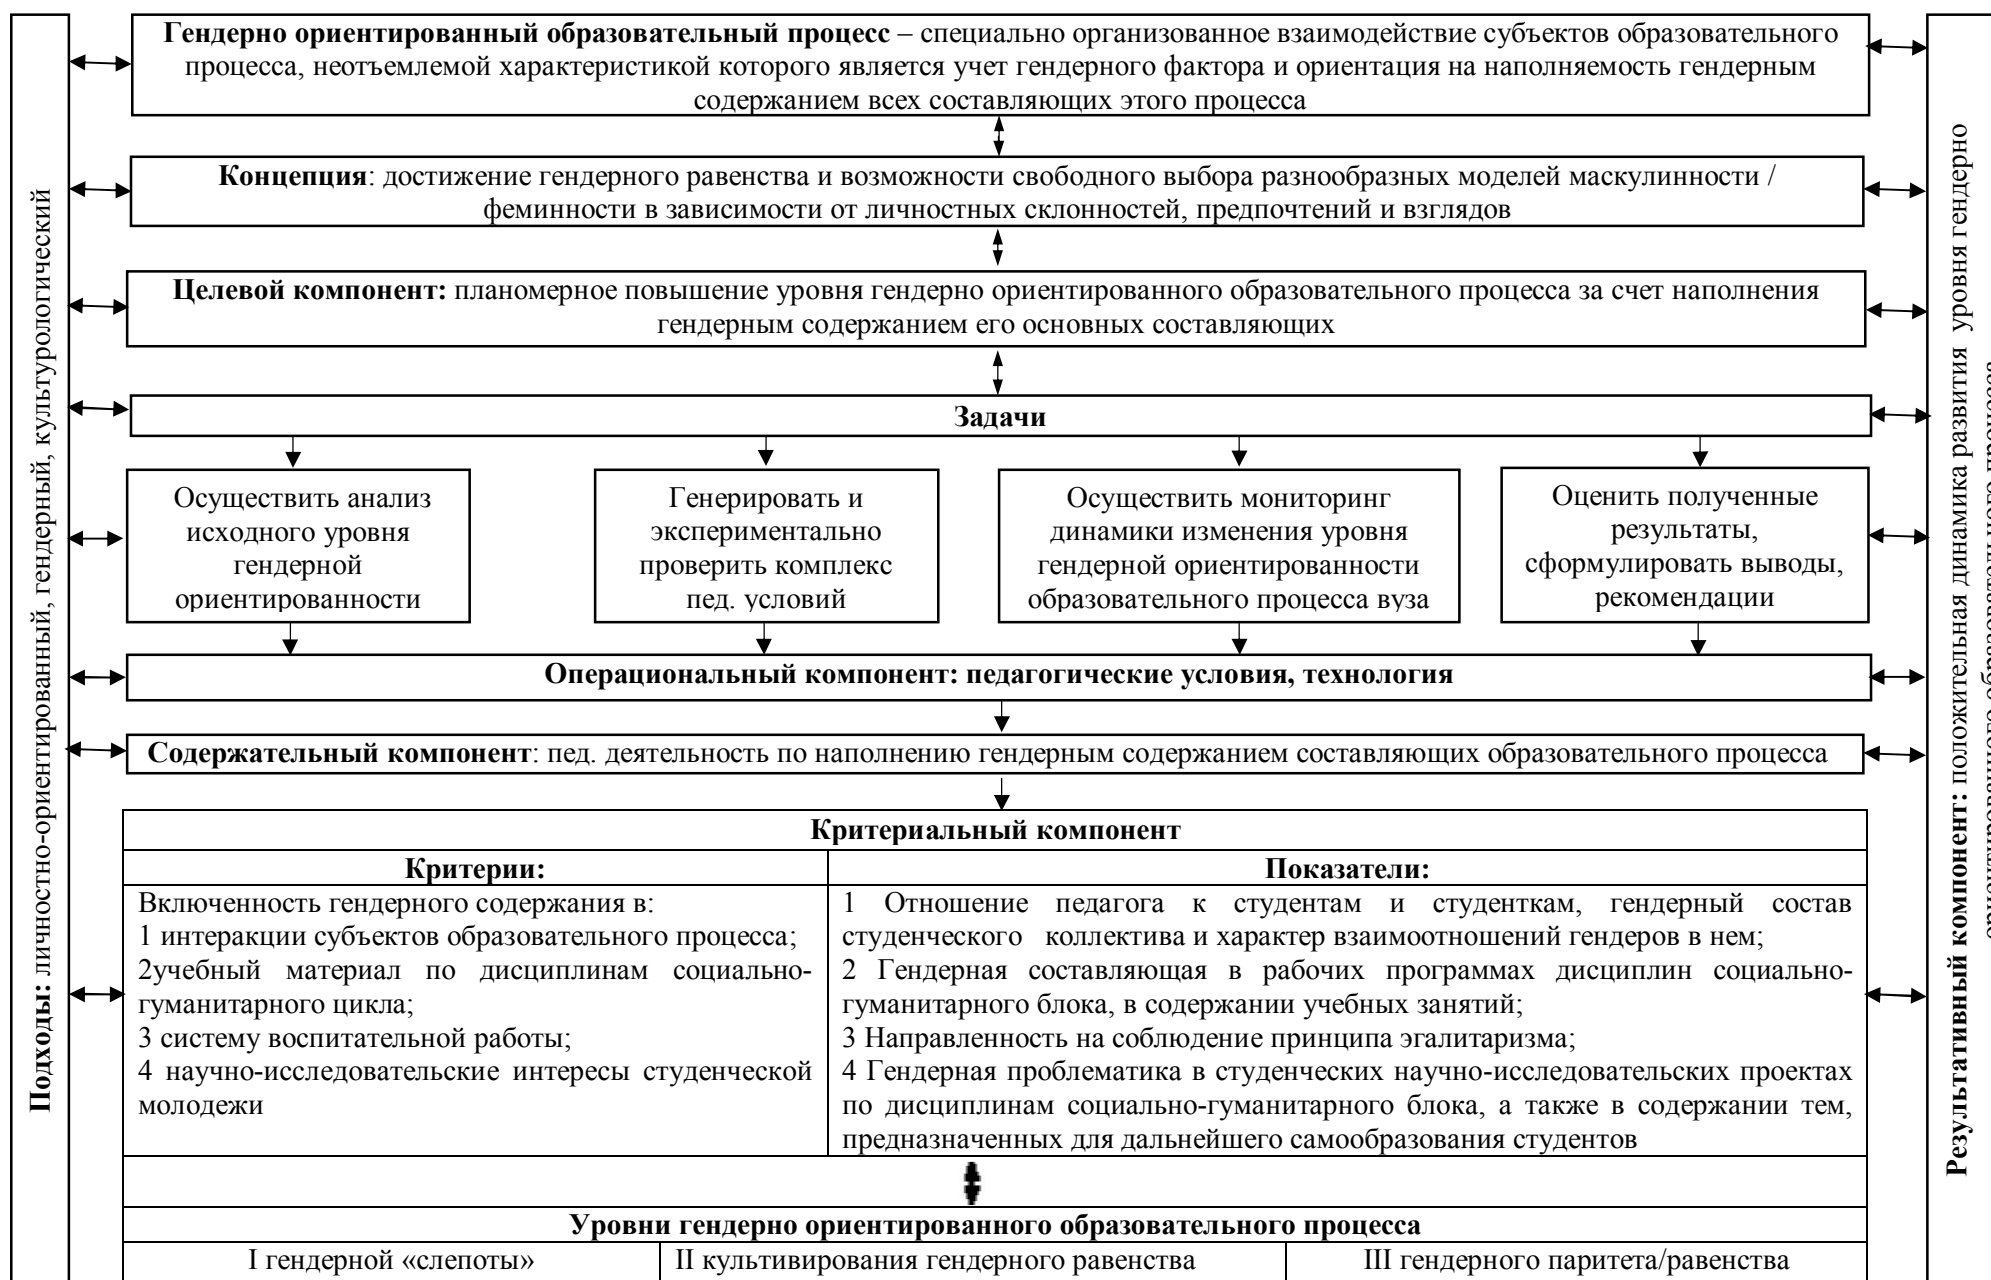 Подходы: личностно-ориентированный, гендерный, культурологический
Гендерно ориентированный образовательный процесс – специально организованное взаимодействие субъектов образовательного
процесса, неотъемлемой характеристикой которого является учет гендерного фактора и ориентация на наполняемость гендерным
содержанием всех составляющих этого процесса
Концепция: достижение гендерного равенства и возможности свободного выбора разнообразных моделей маскулинности /
феминности в зависимости от личностных склонностей, предпочтений и взглядов
Целевой компонент: планомерное повышение уровня гендерно ориентированного образовательного процесса за счет наполнения
гендерным содержанием его основных составляющих
Задачи
Осуществить анализ
исходного уровня
гендерной
ориентированности
Генерировать и
экспериментально
проверить комплекс
пед. условий
Осуществить мониторинг
динамики изменения уровня
гендерной ориентированности
образовательного процесса вуза
Оценить полученные
результаты,
сформулировать выводы,
рекомендации
Операциональный компонент: педагогические условия, технология
Содержательный компонент: пед. деятельность по наполнению гендерным содержанием составляющих образовательного процесса
Критериальный компонент
Критерии:
Включенность гендерного содержания в:
1 интеракции субъектов образовательного процесса;
2учебный материал по дисциплинам социально-
гуманитарного цикла;
3 систему воспитательной работы;
4 научно-исследовательские интересы студенческой
молодежи
Показатели:
1 Отношение педагога к студентам и студенткам, гендерный состав
студенческого коллектива и характер взаимоотношений гендеров в нем;
2 Гендерная составляющая в рабочих программах дисциплин социально-
гуманитарного блока, в содержании учебных занятий;
3 Направленность на соблюдение принципа эгалитаризма;
4 Гендерная проблематика в студенческих научно-исследовательских проектах
по дисциплинам социально-гуманитарного блока, а также в содержании тем,
предназначенных для дальнейшего самообразования студентов
Уровни гендерно ориентированного образовательного процесса
I гендерной «слепоты»
II культивирования гендерного равенства
III гендерного паритета/равенства
Результативный компонент: положительная динамика развития уровня гендерно